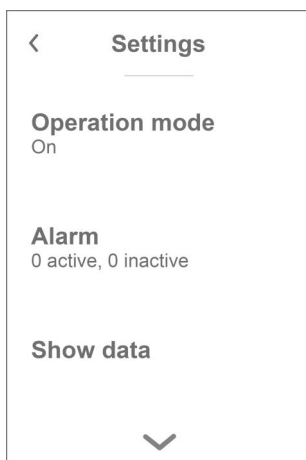 Settings
Operation mode
On
Alarm
0 active, 0 inactive
Show data